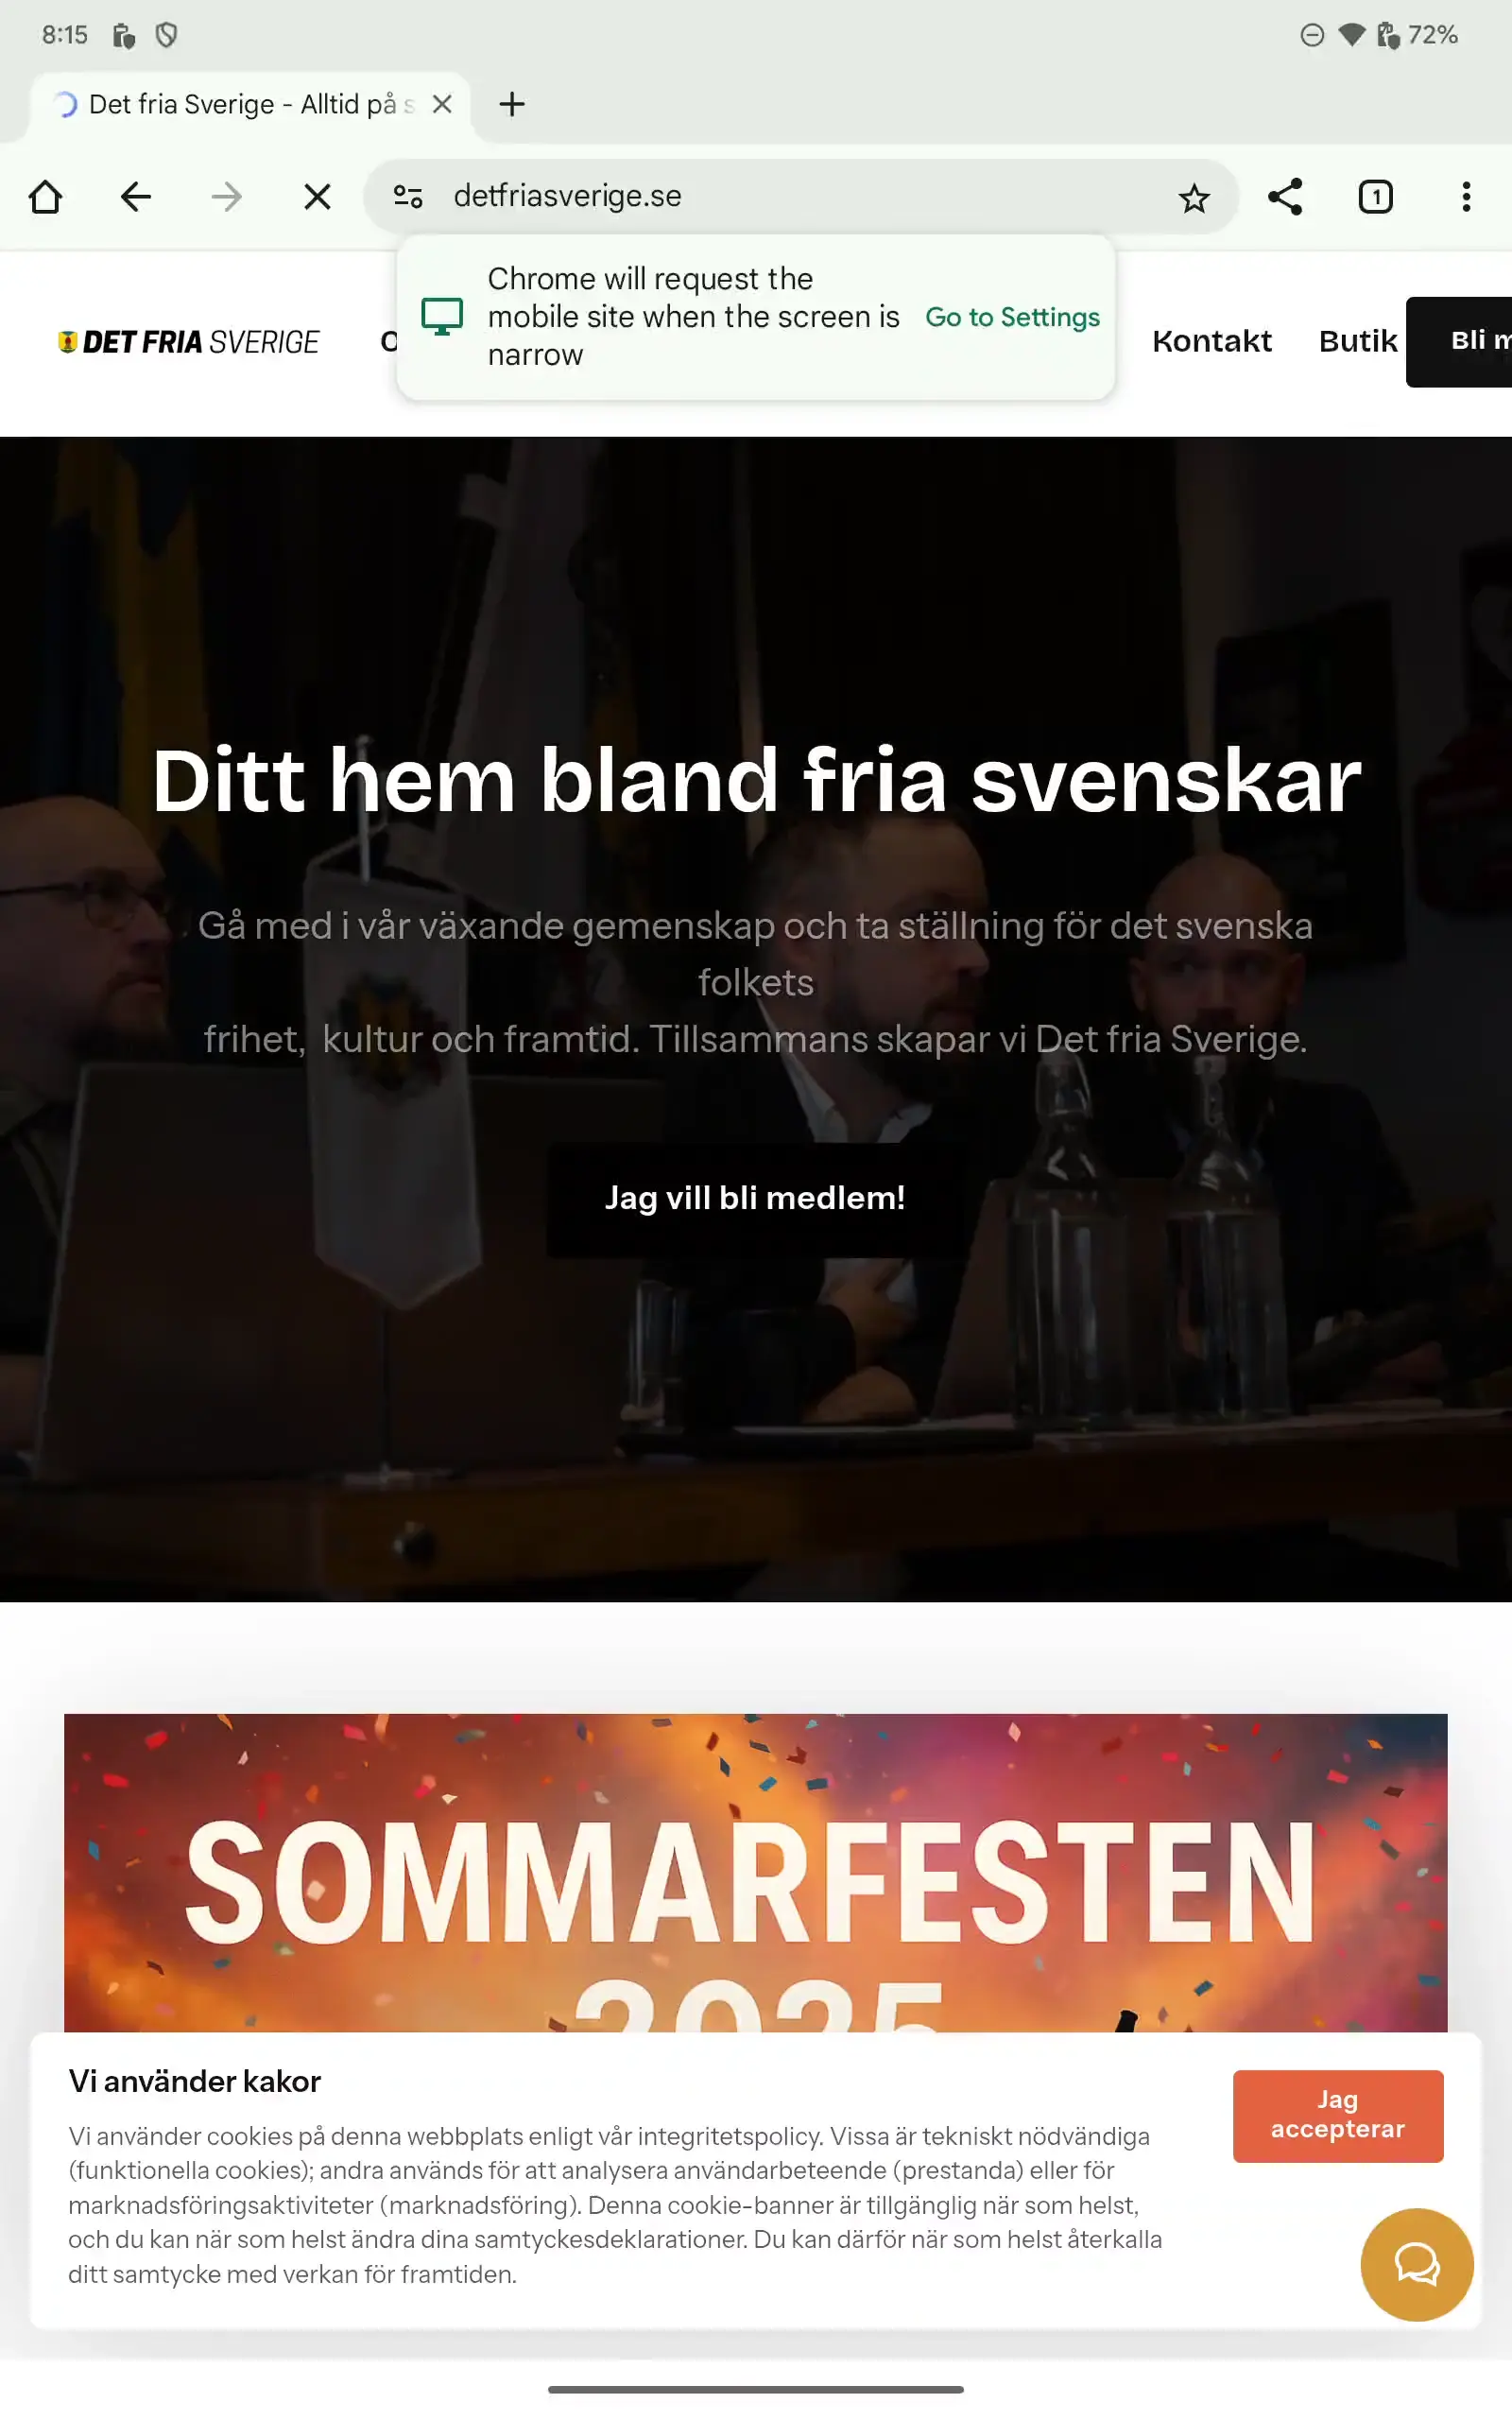 8:15
72%
Det fria Sverige - Alltid på s
detfriasverige.se
1
Chrome will request the
mobile site when the screen is
narrow
Go to Settings
DET FRIA SVERIGE
Kontakt
Butik
Bli m
Ditt hem bland fria svenskar
Gå med i vår växande gemenskap och ta ställning för det svenska
folkets
frihet, kultur och framtid. Tillsammans skapar vi Det fria Sverige.
Jag vill bli medlem!
SOMMARFESTEN
2025
Vi använder kakor
Vi använder cookies på denna webbplats enligt vår integritetspolicy. Vissa är tekniskt nödvändiga
(funktionella cookies); andra används för att analysera användarbeteende (prestanda) eller för
marknadsföringsaktiviteter (marknadsföring). Denna cookie-banner är tillgänglig när som helst,
och du kan när som helst ändra dina samtyckesdeklarationer. Du kan därför när som helst återkalla
ditt samtycke med verkan för framtiden.
Jag
accepterar